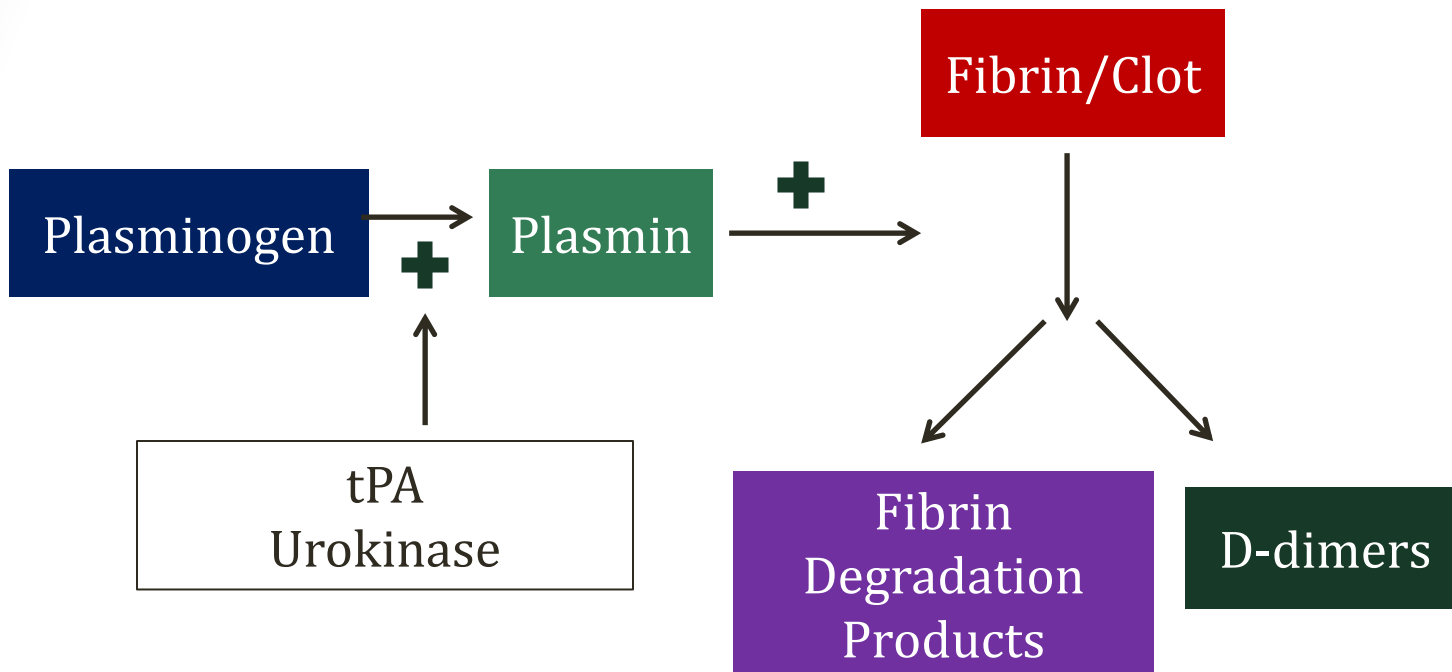 Fibrin/Clot
Plasminogen
Plasmin
tPA
Urokinase
Fibrin
Degradation
Products
D-dimers